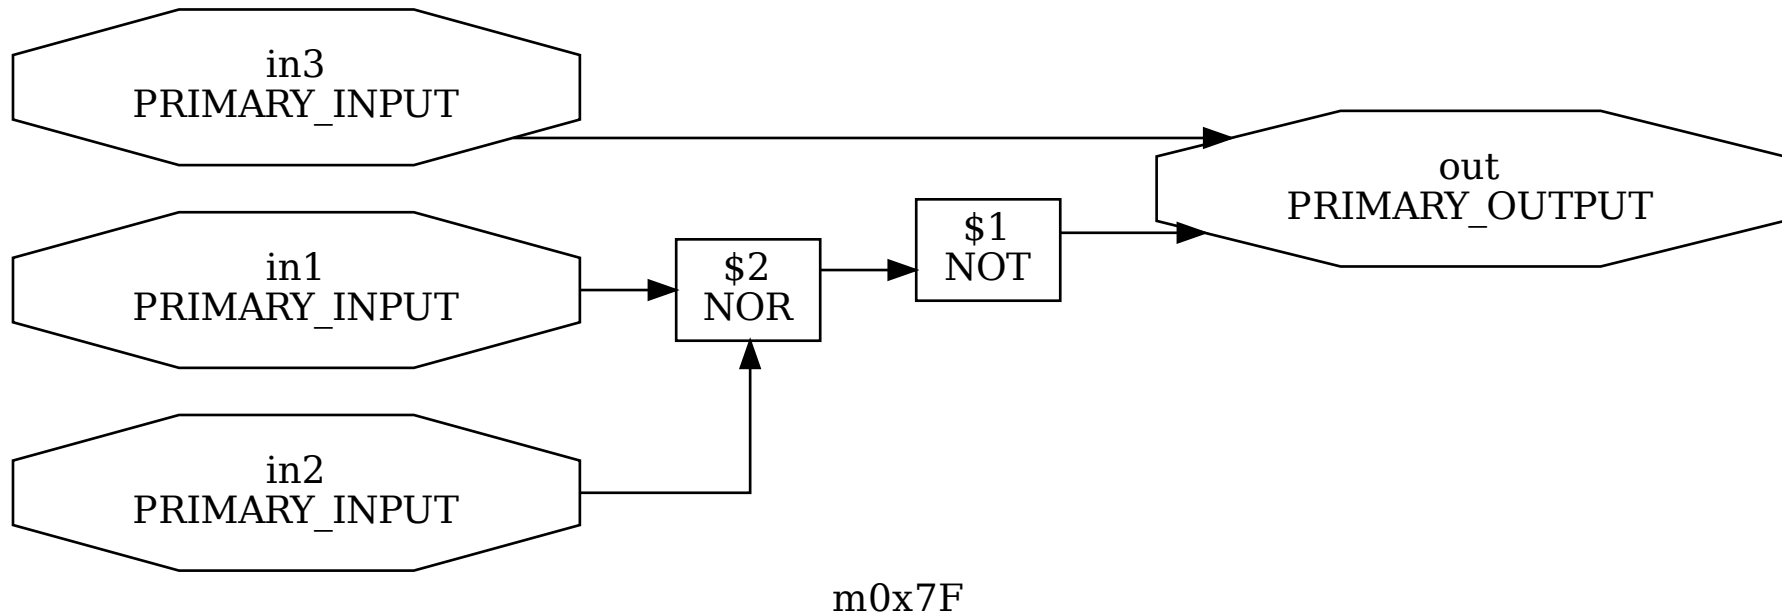 in3
PRIMARY_INPUT
out
PRIMARY_OUTPUT
in1
PRIMARY_INPUT
$2
NOR
$1
NOT
in2
PRIMARY_INPUT
m0x7F